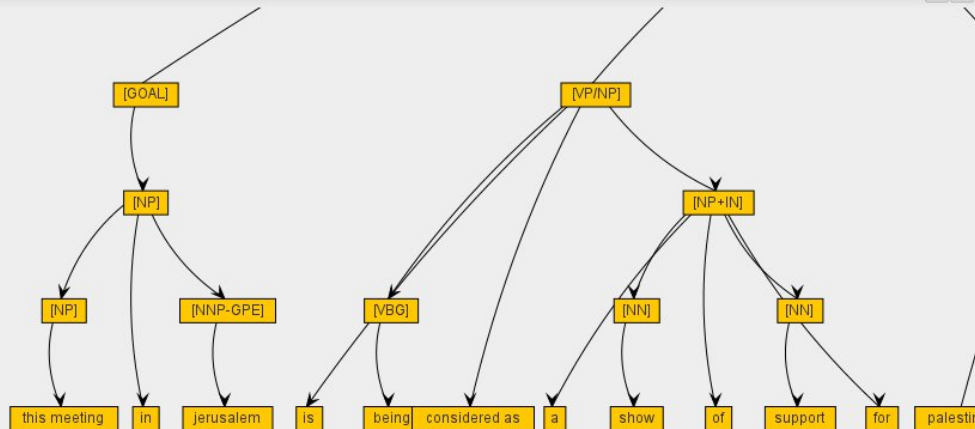 [GOAL] [VP/NP]
[NP] [NP+IN]
[NP] [NNP-GPE] [VBG] [NN] [NN]
this meeting in jerusalem is being considered as a show of support for